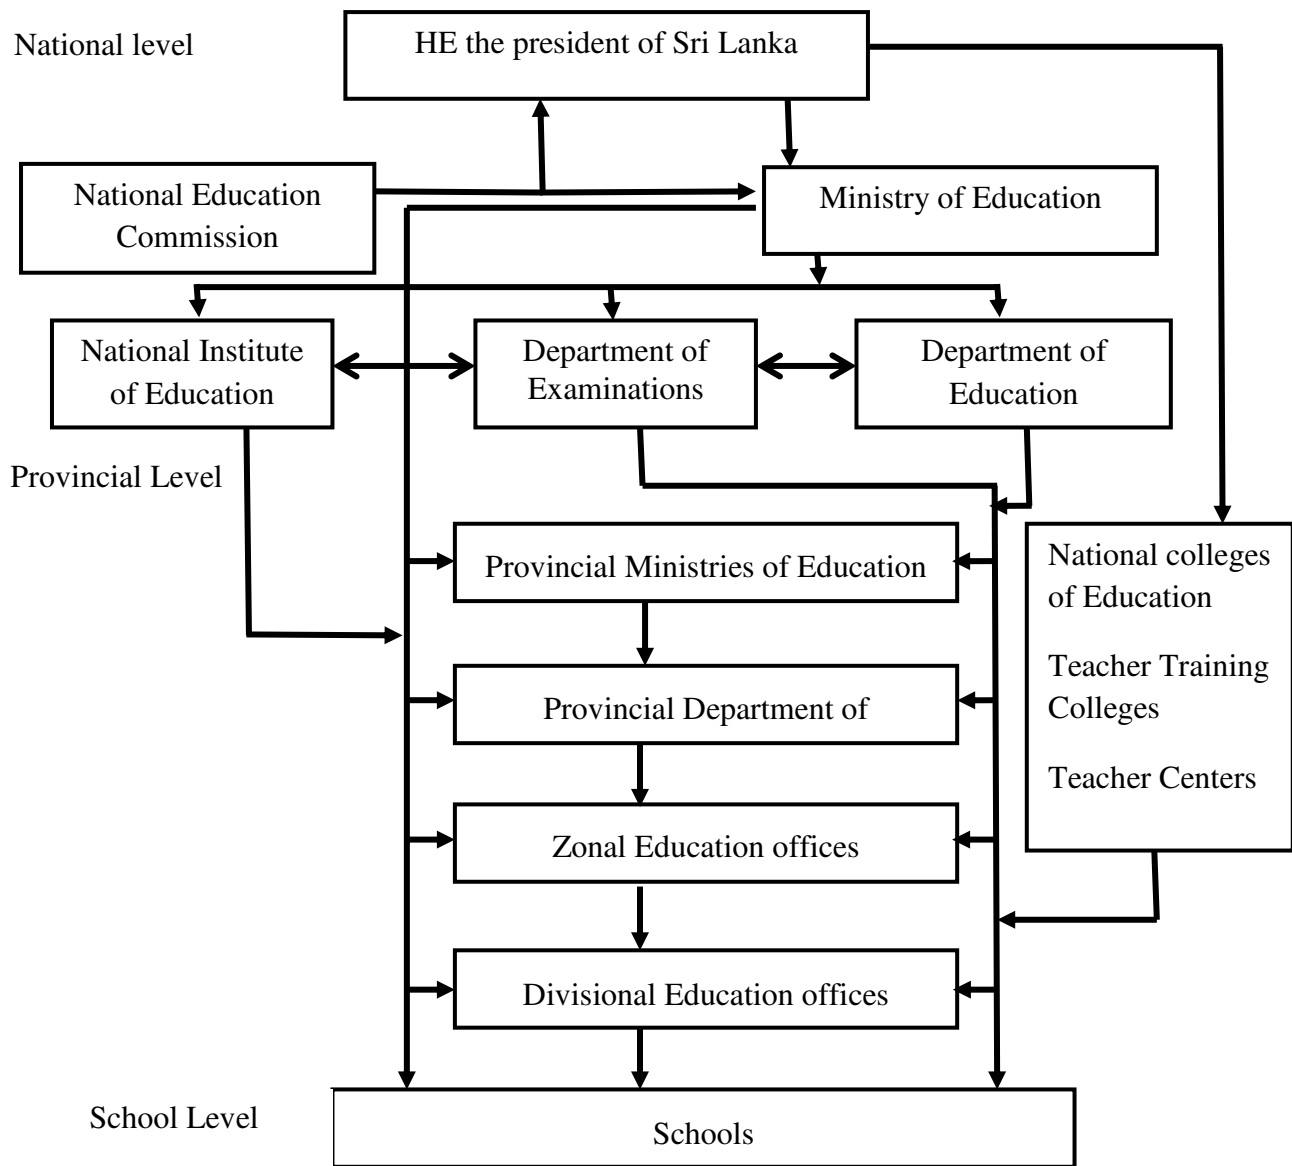 National level
HE the president of Sri Lanka
National Education
Commission
Ministry of Education
National Institute
of Education
Department of
Examinations
Department of
Education
Provincial Level
Provincial Ministries of Education
National colleges
of Education
Teacher Training
Colleges
Teacher Centers
Provincial Department of
Zonal Education offices
Divisional Education offices
School Level
Schools